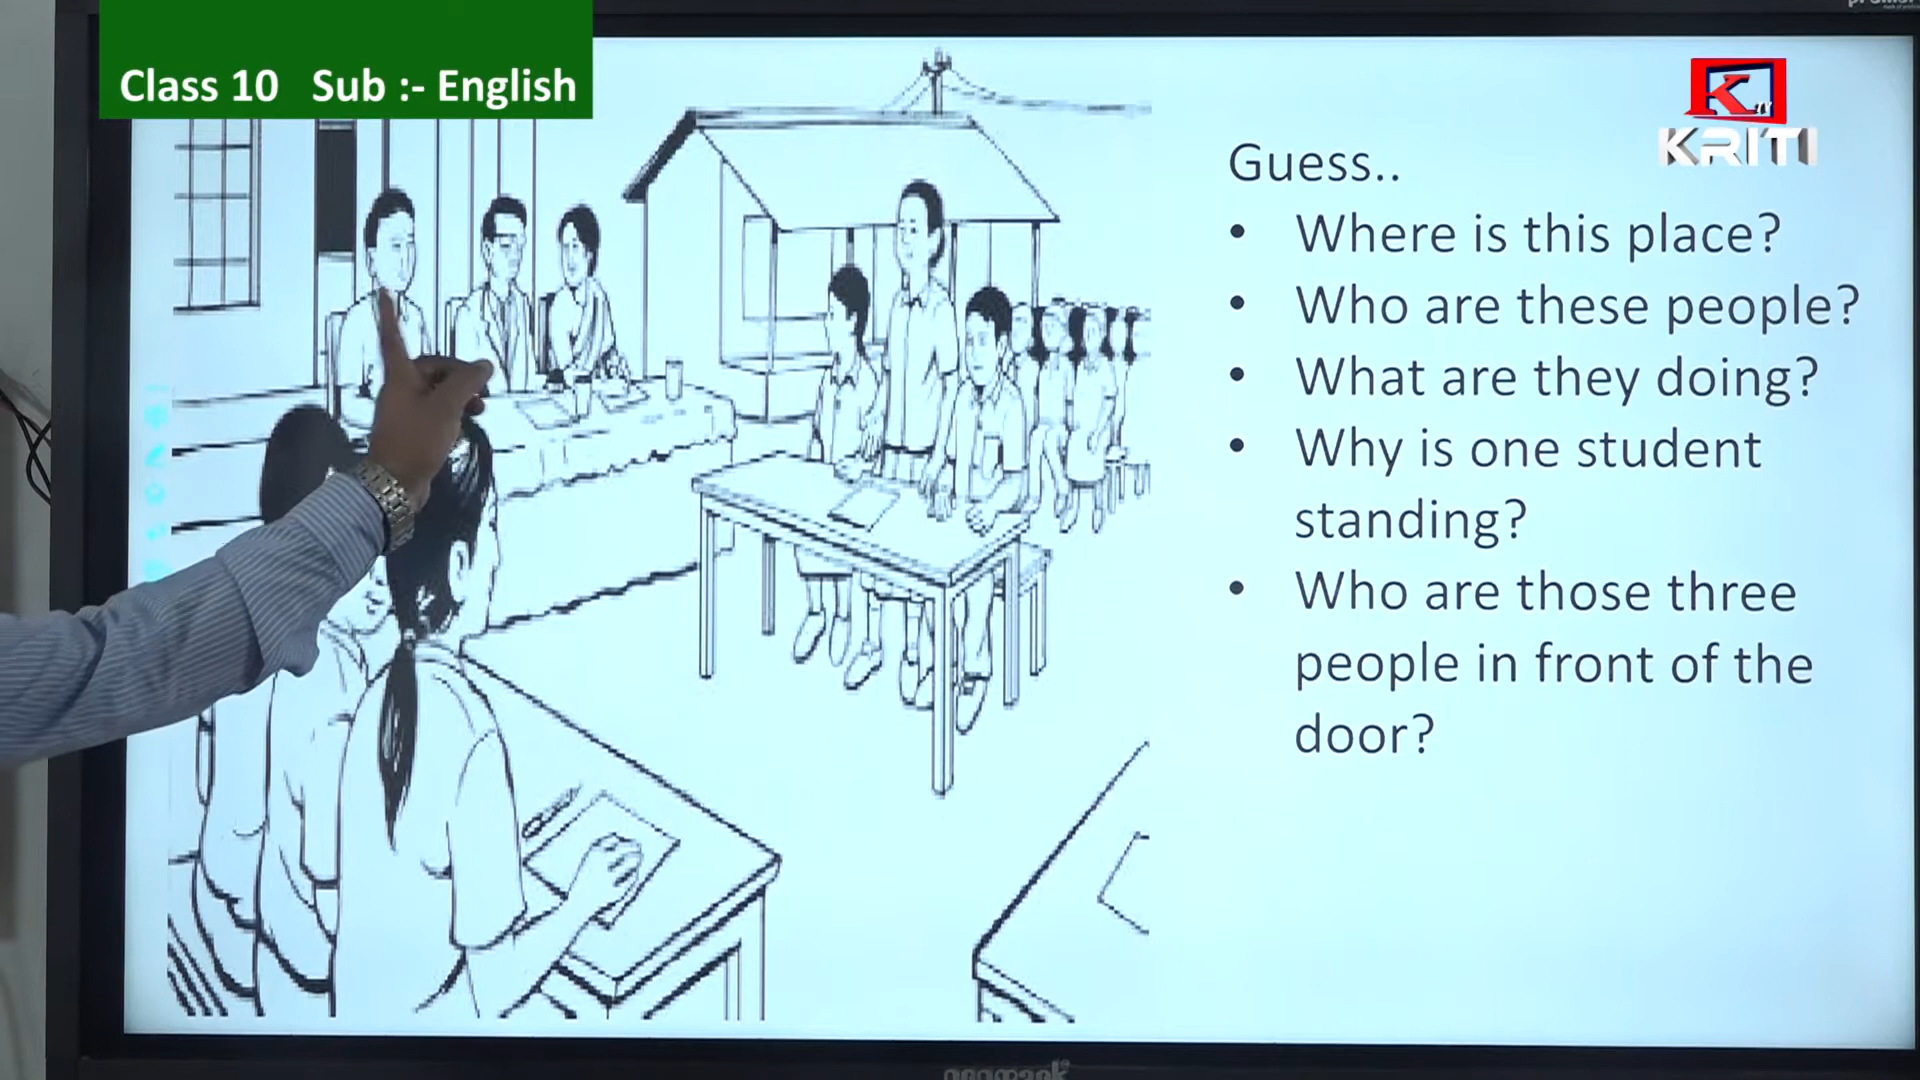 Class 10 Sub :- English
K TV
KRITI
Guess..
• Where is this place?
• Who are these people?
• What are they doing?
• Why is one student
standing?
• Who are those three
people in front of the
door?